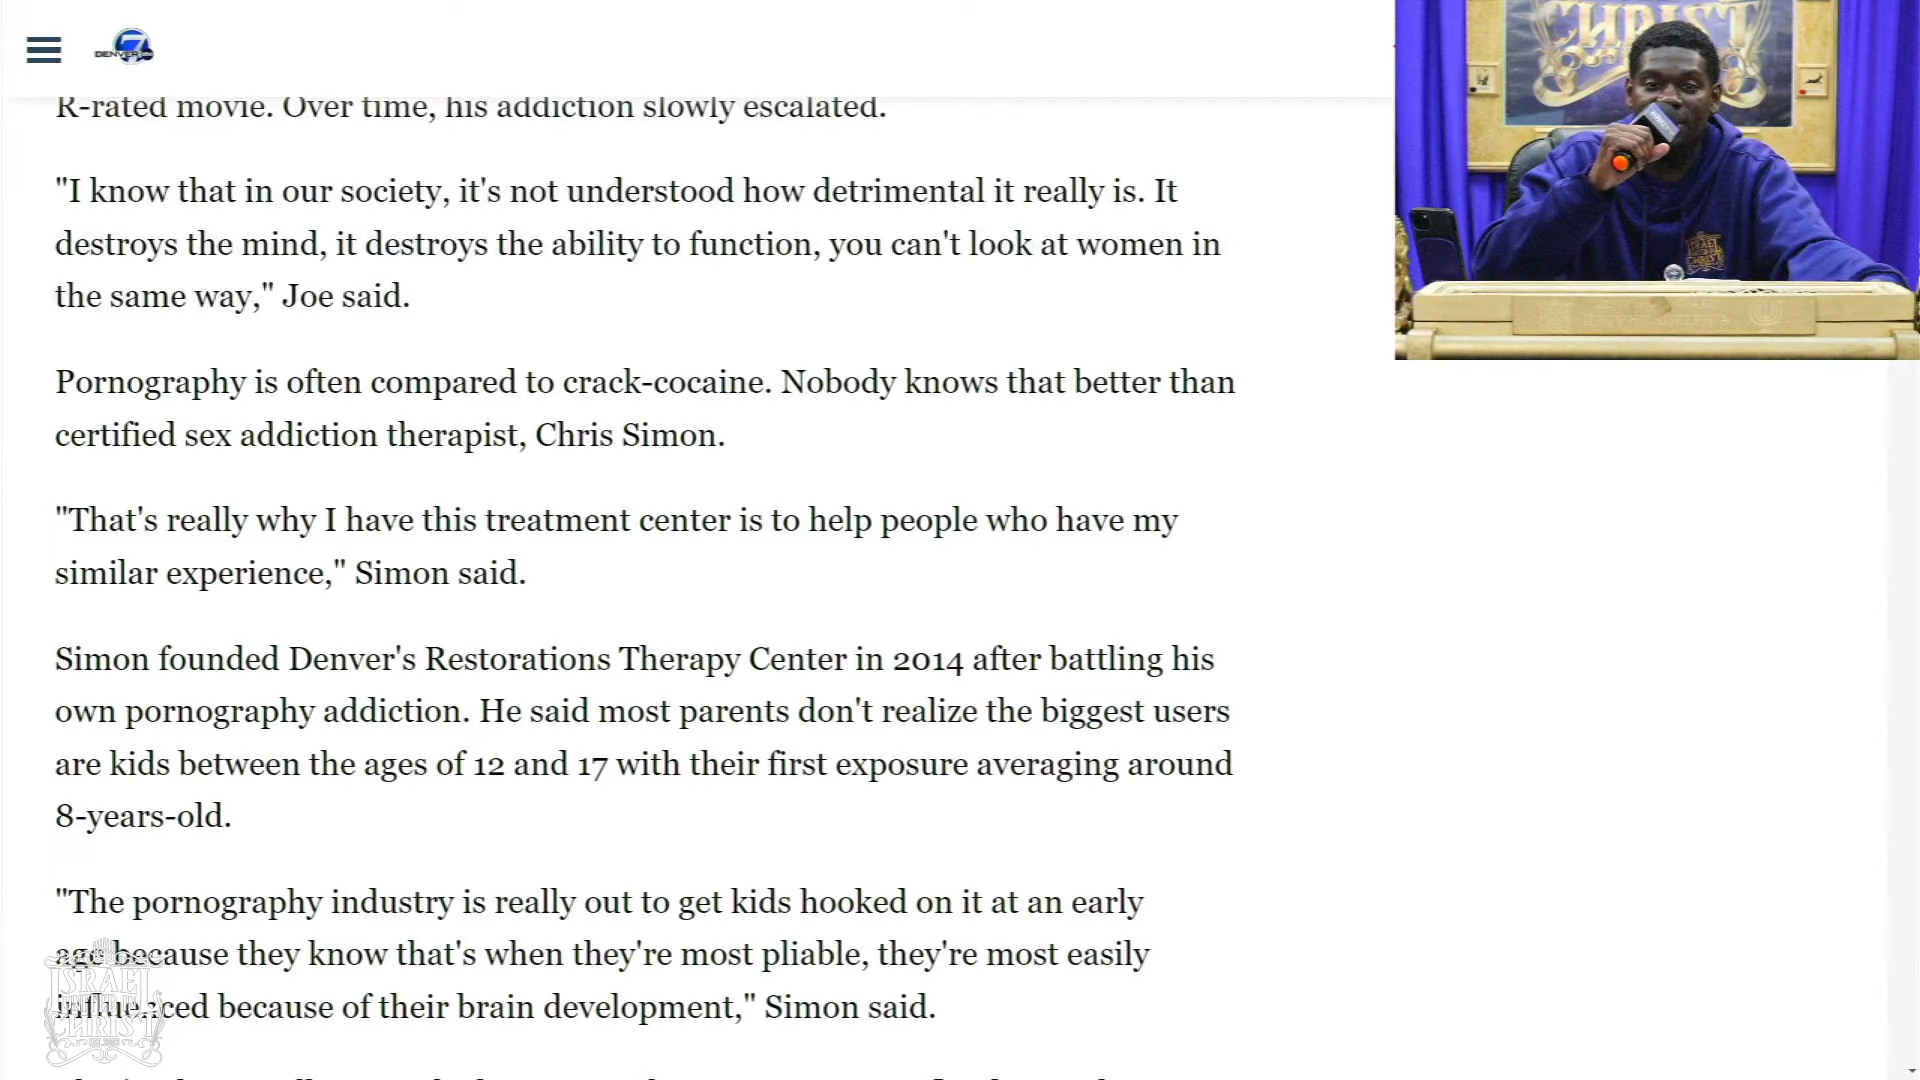 DENVER 7
CHRIST
R-rated movie. Over time, his addiction slowly escalated.
"I know that in our society, it's not understood how detrimental it really is. It
destroys the mind, it destroys the ability to function, you can't look at women in
the same way," Joe said.
Pornography is often compared to crack-cocaine. Nobody knows that better than
certified sex addiction therapist, Chris Simon.
"That's really why I have this treatment center is to help people who have my
similar experience," Simon said.
Simon founded Denver's Restorations Therapy Center in 2014 after battling his
own pornography addiction. He said most parents don't realize the biggest users
are kids between the ages of 12 and 17 with their first exposure averaging around
8-years-old.
"The pornography industry is really out to get kids hooked on it at an early
age because they know that's when they're most pliable, they're most easily
influenced because of their brain development," Simon said.
ISRAEL
UNITED IN
CHRIST